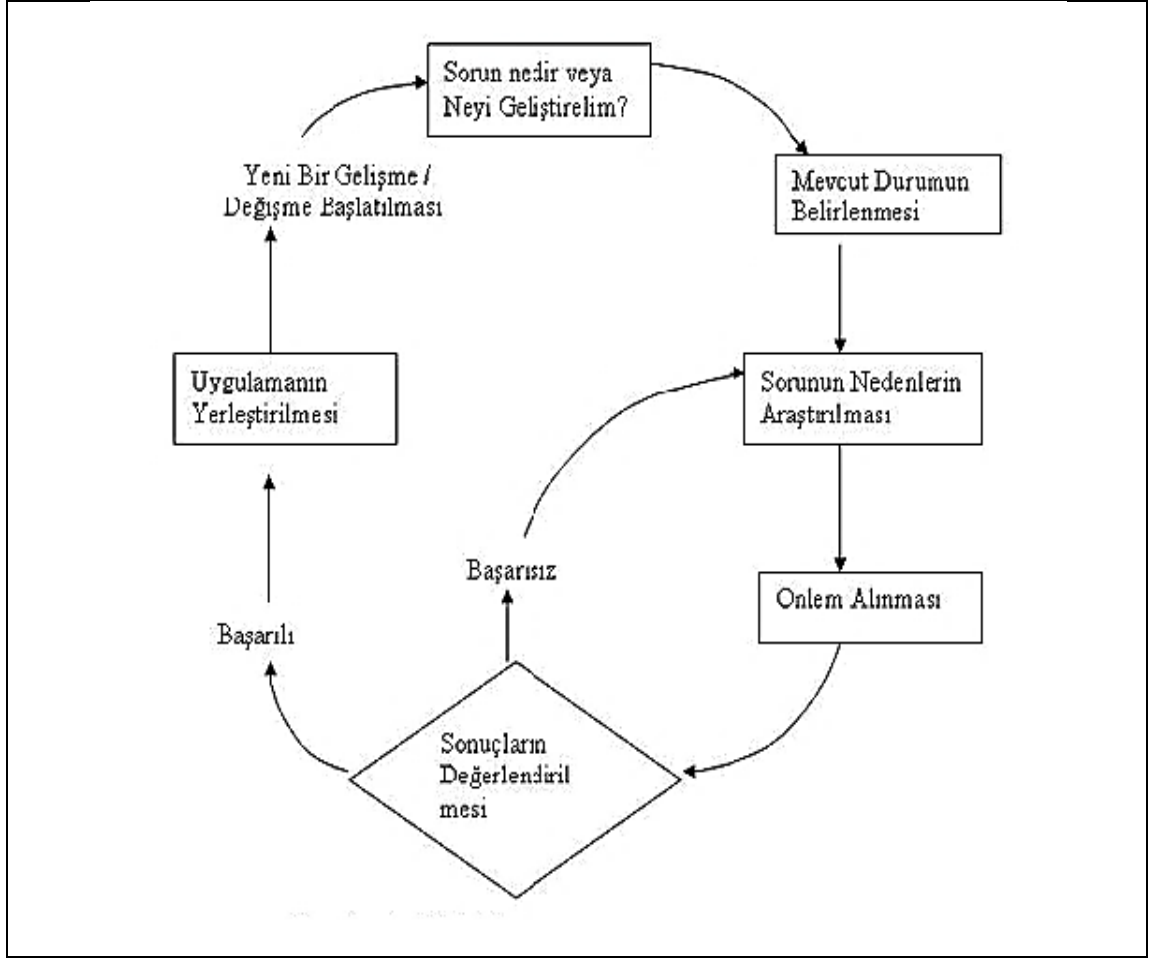 Sorun nedir veya
Neyi Geliştirelim?
Mevcut Durumun
Belirlenmesi
Sorunun Nedenlerin
Araştırılması
Onlem Alınması
Sonuçların
Değerlendiril
mesi
Başarısız
Başarılı
Uygulamanın
Yerleştirilmesi
Yeni Bir Gelişme /
Değişme Başlatılması